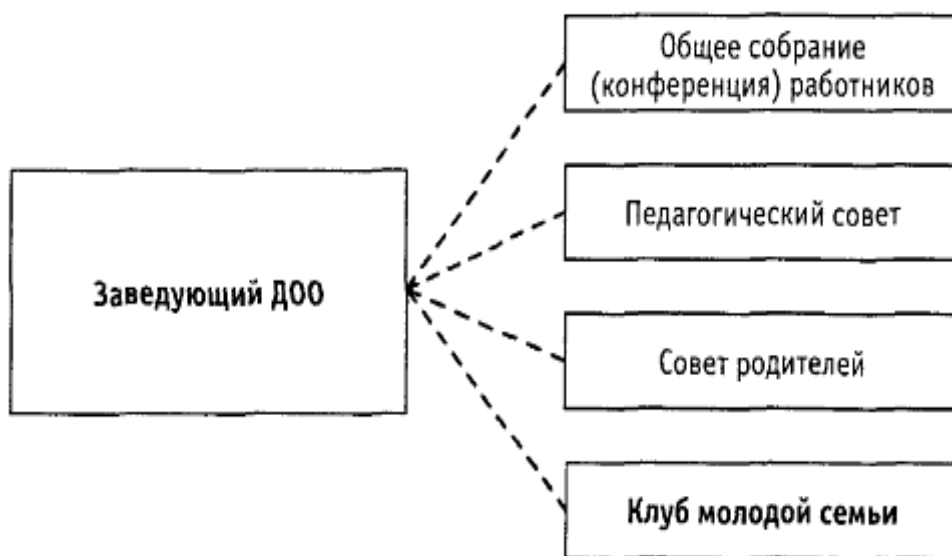 Заведующий ДОО
Общее собрание
(конференция) работников
Педагогический совет
Совет родителей
Клуб молодой семьи